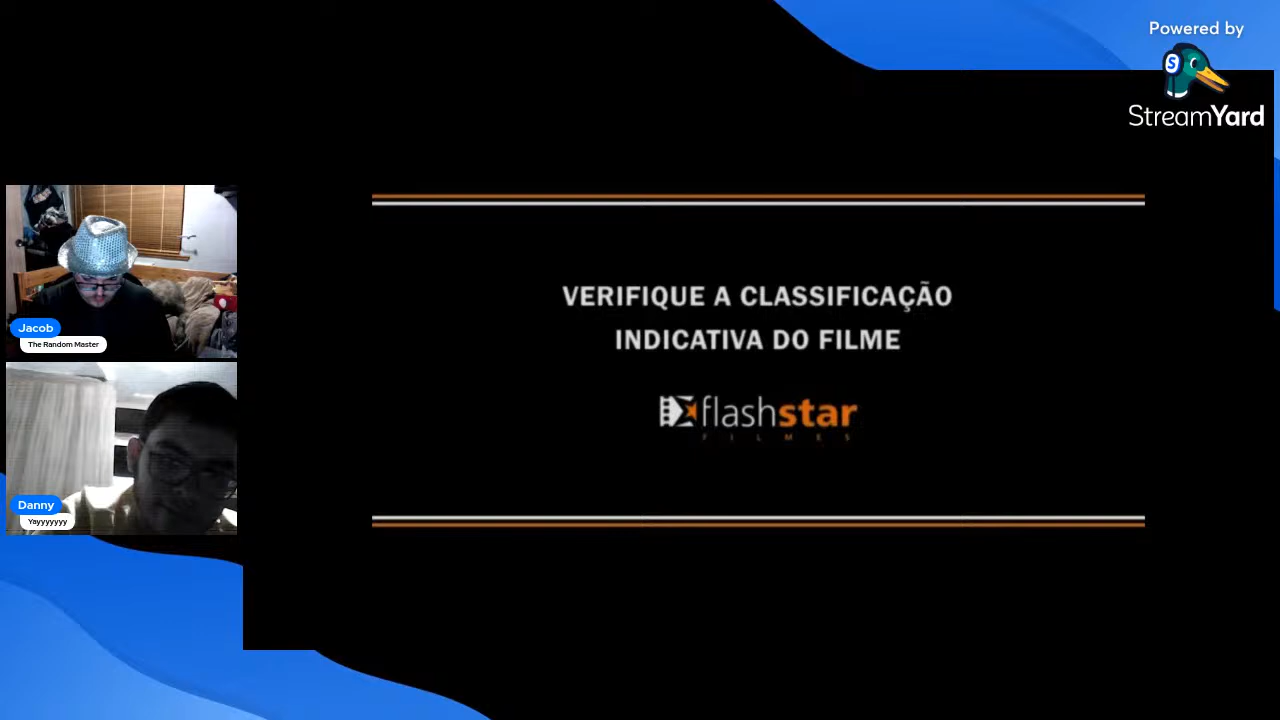 Powered by
StreamYard
Jacob
The Random Master
Danny
Yayyyyyyy
VERIFIQUE A CLASSIFICAÇÃO
INDICATIVA DO FILME
flashstar
FILMES